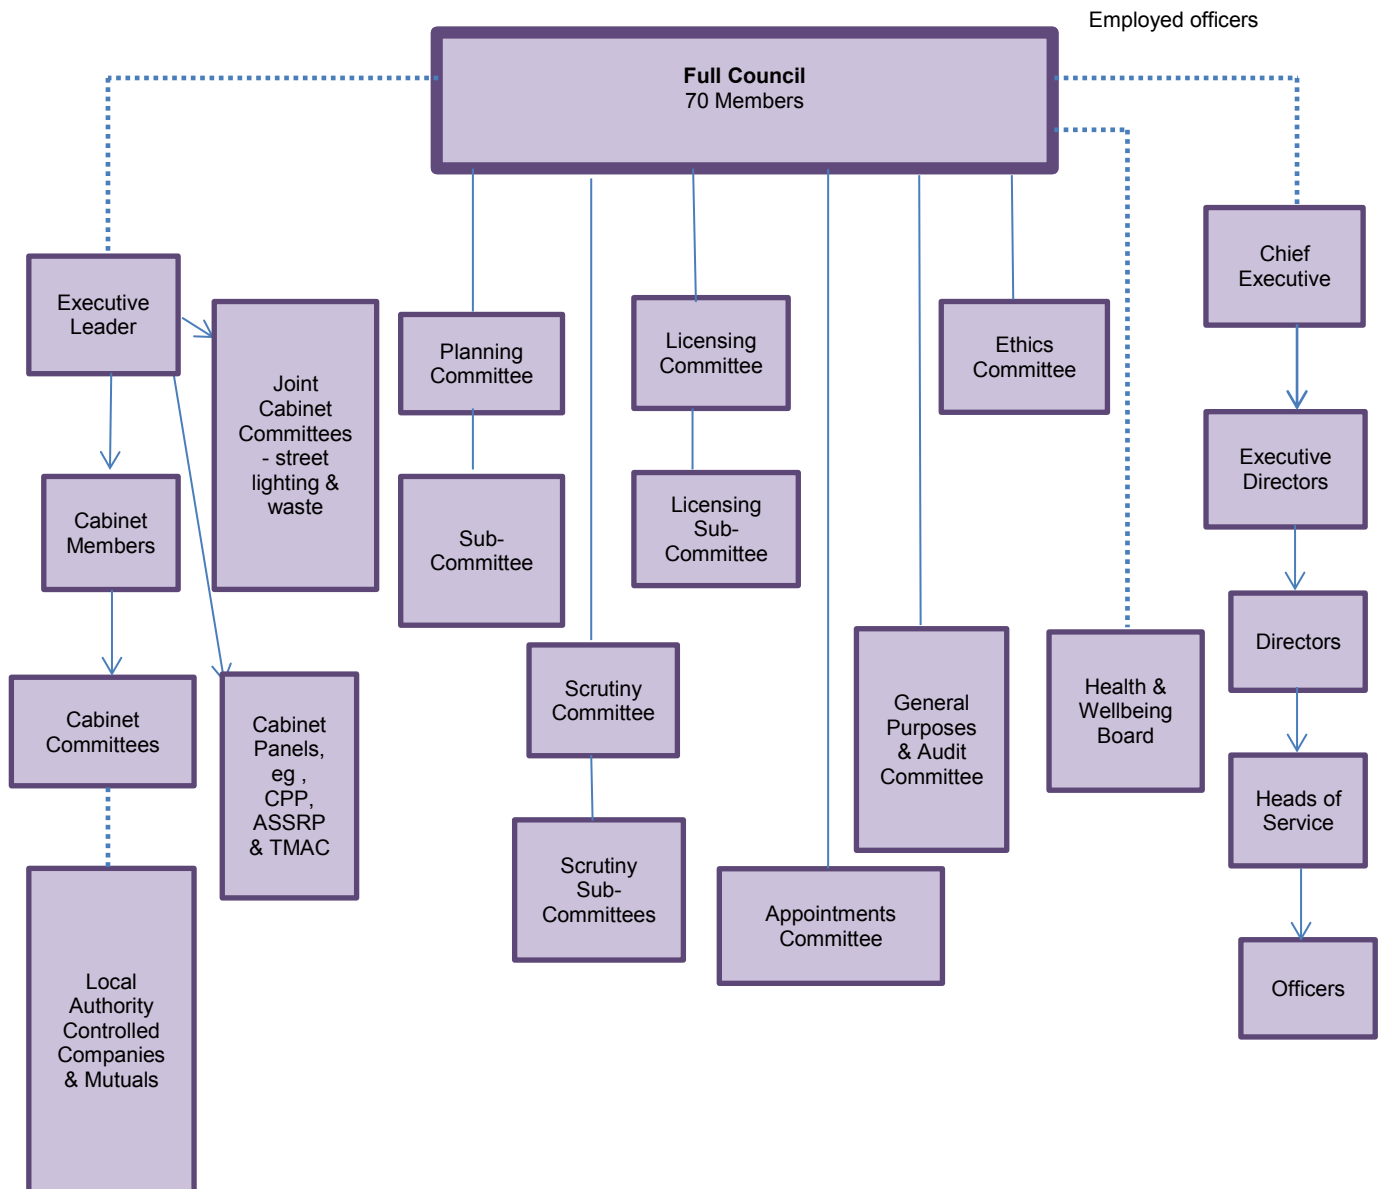 Employed officers
Full Council
70 Members
Executive
Leader
Joint
Cabinet
Committees
- street
lighting &
waste
Planning
Committee
Licensing
Committee
Ethics
Committee
Chief
Executive
Cabinet
Members
Sub-
Committee
Licensing
Sub-
Committee
Executive
Directors
Cabinet
Committees
Cabinet
Panels,
eg ,
CPP,
ASSRP
& TMAC
Scrutiny
Committee
General
Purposes
& Audit
Committee
Health &
Wellbeing
Board
Directors
Heads of
Service
Scrutiny
Sub-
Committees
Appointments
Committee
Local
Authority
Controlled
Companies
& Mutuals
Officers